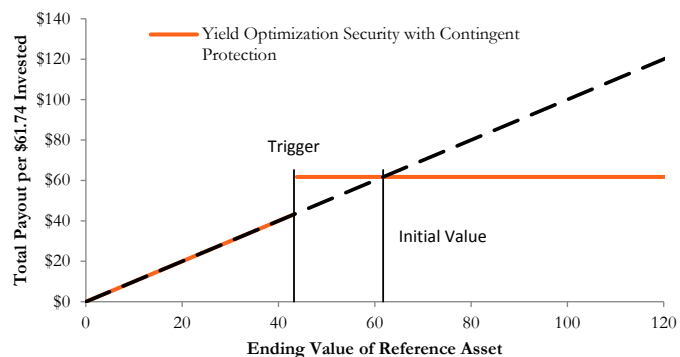 $140
$120
$100
$80
$60
$40
$20
$0
Total Payout per $61.74 Invested
Yield Optimization Security with Contingent
Protection
Trigger
Initial Value
0 20 40 60 80 100 120
Ending Value of Reference Asset